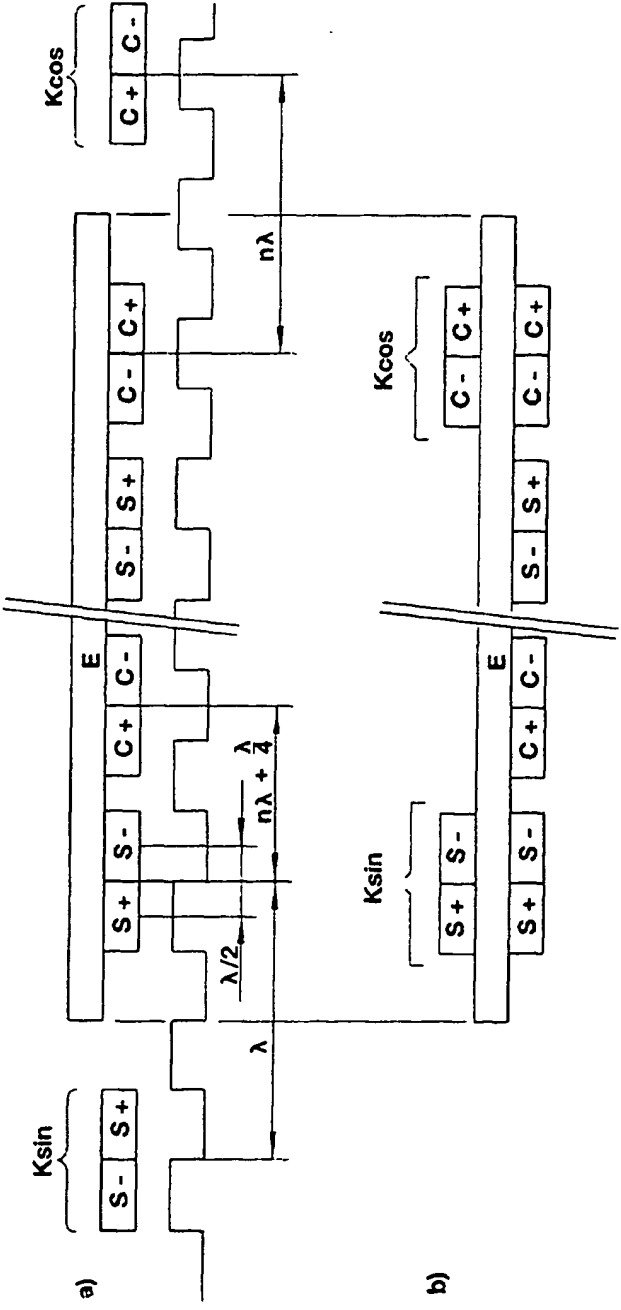 a)
Ksin
S- S+
E
S+ S-
C+ C-
S- S+
C- C+
Kcos
C+ C-
λ
λ/2
nλ + λ/4
nλ
b)
Ksin
S+ S-
E
S+ S-
C+ C-
S- S+
Kcos
C- C+
C- C+